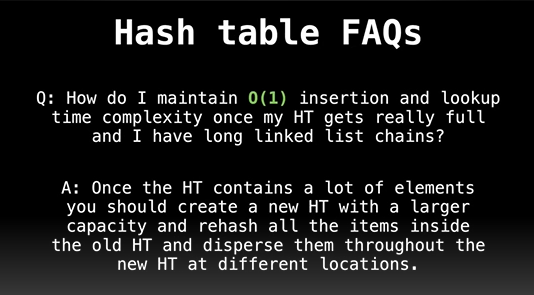 Hash table FAQs
Q: How do I maintain O(1) insertion and lookup
time complexity once my HT gets really full
and I have long linked list chains?
A: Once the HT contains a lot of elements
you should create a new HT with a larger
capacity and rehash all the items inside
the old HT and disperse them throughout the
new HT at different locations.